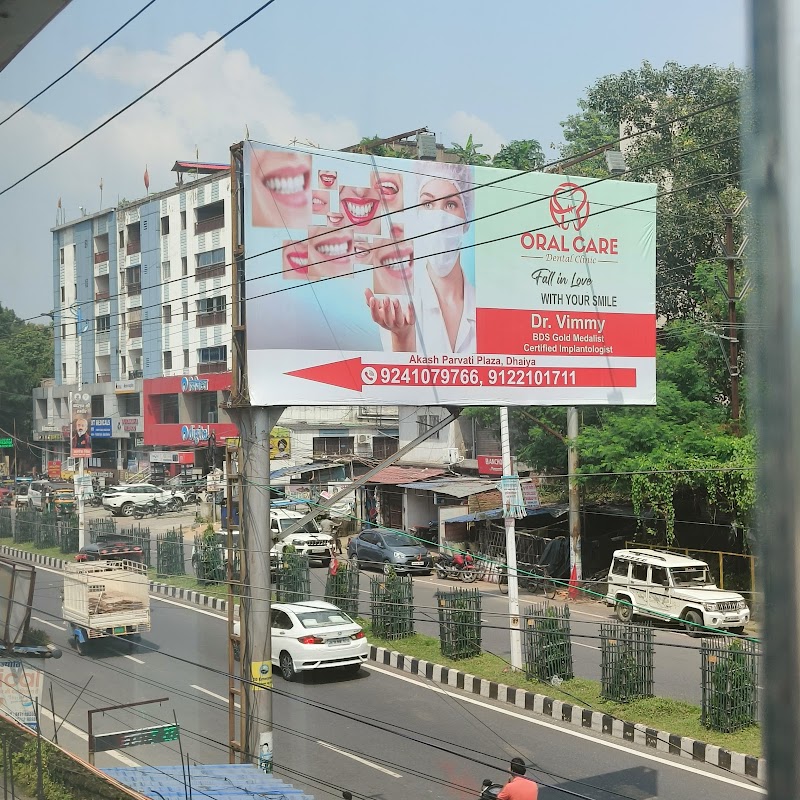 ORAL CARE
Dental Clinic
Fall in Love
WITH YOUR SMILE
Dr. Vimmy
BDS Gold Medalist
Certified Implantologist
Akash Parvati Plaza, Dhaiya
9241079766, 9122101711
Digital